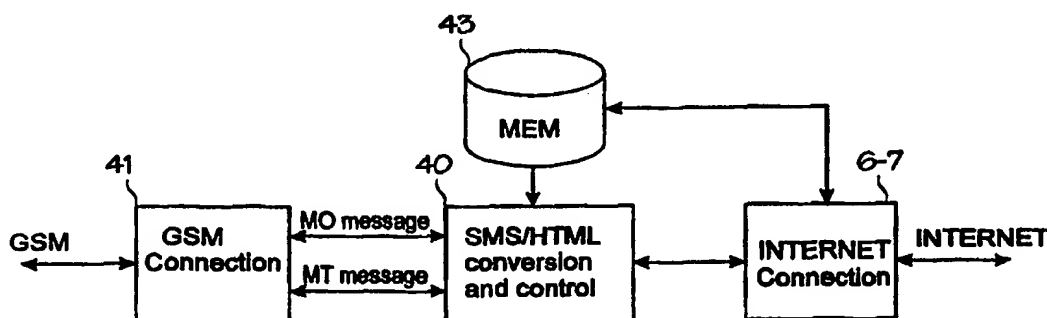 43
MEM
41
40
6-7
GSM
GSM
Connection
MO message
MT message
SMS/HTML
conversion
and control
INTERNET
Connection
INTERNET